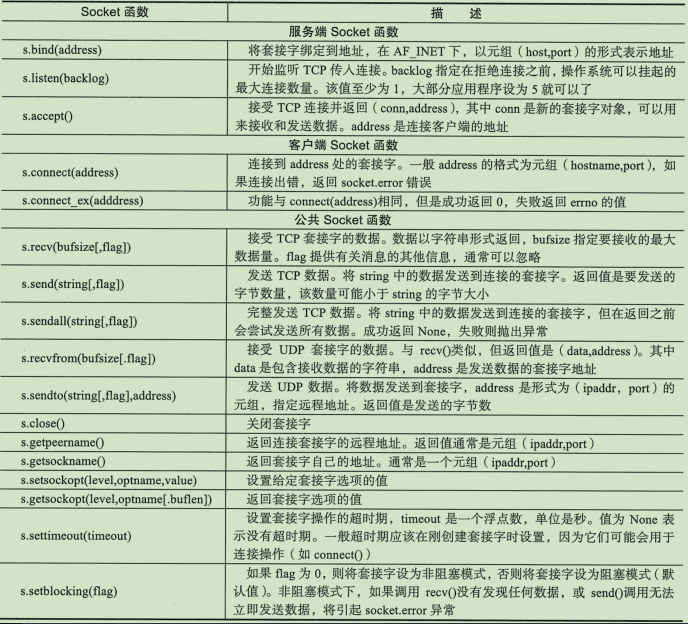 Socket 函数 描 述
服务端 Socket 函数
s.bind(address) 将套接字绑定到地址，在 AF_INET 下，以元组（host,port）的形式表示地址
s.listen(backlog) 开始监听 TCP 传入连接。backlog 指定在拒绝连接之前，操作系统可以挂起的
最大连接数量。该值至少为 1，大部分应用程序设为 5 就可以了
s.accept() 接受 TCP 连接并返回（conn,address），其中 conn 是新的套接字对象，可以用
来接收和发送数据。address 是连接客户端的地址
客户端 Socket 函数
s.connect(address) 连接到 address 处的套接字。一般 address 的格式为元组（hostname,port），如
果连接出错，返回 socket.error 错误
s.connect_ex(adddress) 功能与 connect(address)相同，但是成功返回 0，失败返回 errno 的值
公共 Socket 函数
s.recv(bufsize[,flag]) 接受 TCP 套接字的数据。数据以字符串形式返回，bufsize 指定要接收的最大
数据量。flag 提供有关消息的其他信息，通常可以忽略
s.send(string[,flag]) 发送 TCP 数据。将 string 中的数据发送到连接的套接字。返回值是要发送的
字节数量，该数量可能小于 string 的字节大小
s.sendall(string[,flag]) 完整发送 TCP 数据。将 string 中的数据发送到连接的套接字，但在返回之前
会尝试发送所有数据。成功返回 None，失败则抛出异常
s.recvfrom(bufsize[.flag]) 接受 UDP 套接字的数据。与 recv()类似，但返回值是（data,address）。其中
data 是包含接收数据的字符串，address 是发送数据的套接字地址
s.sendto(string[,flag],address) 发送 UDP 数据。将数据发送到套接字，address 是形式为（ipaddr，port）的
元组，指定远程地址。返回值是发送的字节数
s.close() 关闭套接字
s.getpeername() 返回连接套接字的远程地址。返回值通常是元组（ipaddr,port）
s.getsockname() 返回套接字自己的地址。通常是一个元组（ipaddr,port）
s.setsockopt(level,optname,value) 设置给定套接字选项的值
s.getsockopt(level,optname[.buflen]) 返回套接字选项的值
s.settimeout(timeout) 设置套接字操作的超时期，timeout 是一个浮点数，单位是秒。值为 None 表
示没有超时期。一般超时期应该在刚创建套接字时设置，因为它们可能会用于
连接操作（如 connect()）
s.setblocking(flag) 如果 flag 为 0，则将套接字设为非阻塞模式，否则将套接字设为阻塞模式（默
认值）。非阻塞模式下，如果调用 recv()没有发现任何数据，或 send()调用无法
立即发送数据，将引起 socket.error 异常